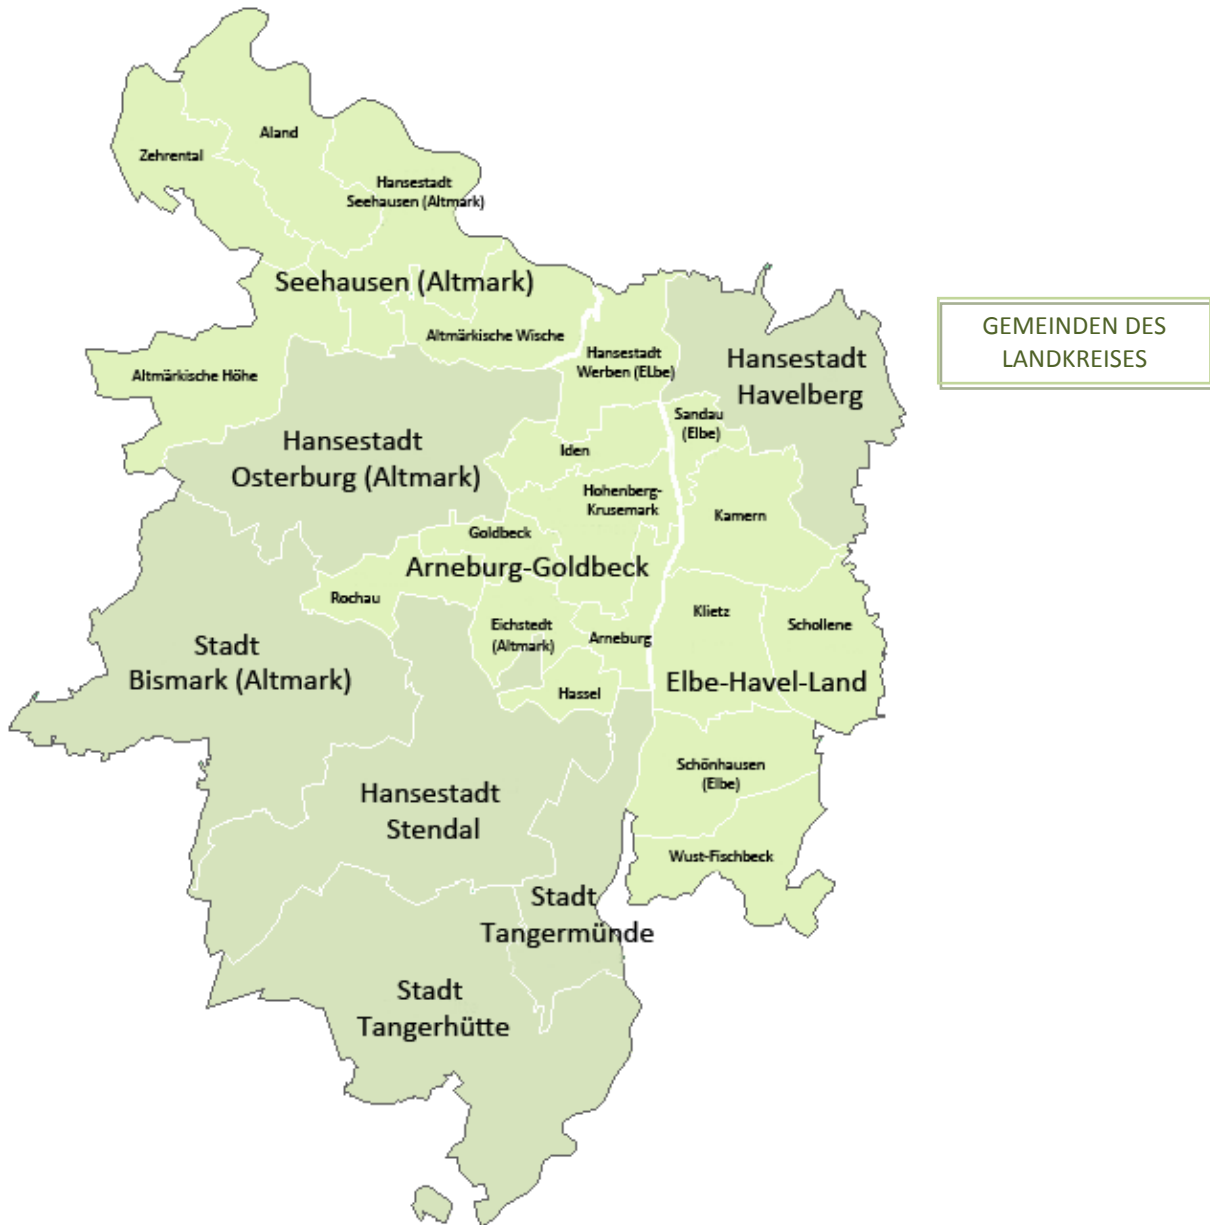 Aland
Zehrental
Hansestadt
Seehausen (Altmark)
Seehausen (Altmark)
GEMEINDEN DES
LANDKREISES
Altmärkische Wische
Hansestadt
Werben (ELbe)
Hansestadt
Havelberg
Altmärkische Höhe
Sandau
(Elbe)
Hansestadt
Osterburg (Altmark)
Iden
Hohenberg-
Krusemark
Kamern
Goldbeck
Arneburg-Goldbeck
Rochau
Klietz
Schollene
Eichstedt
(Altmark)
Arneburg
Stadt
Bismark (Altmark)
Hassel
Elbe-Havel-Land
Schönhausen
(Elbe)
Hansestadt
Stendal
Wust-Fischbeck
Stadt
Tangermünde
Stadt
Tangerhütte